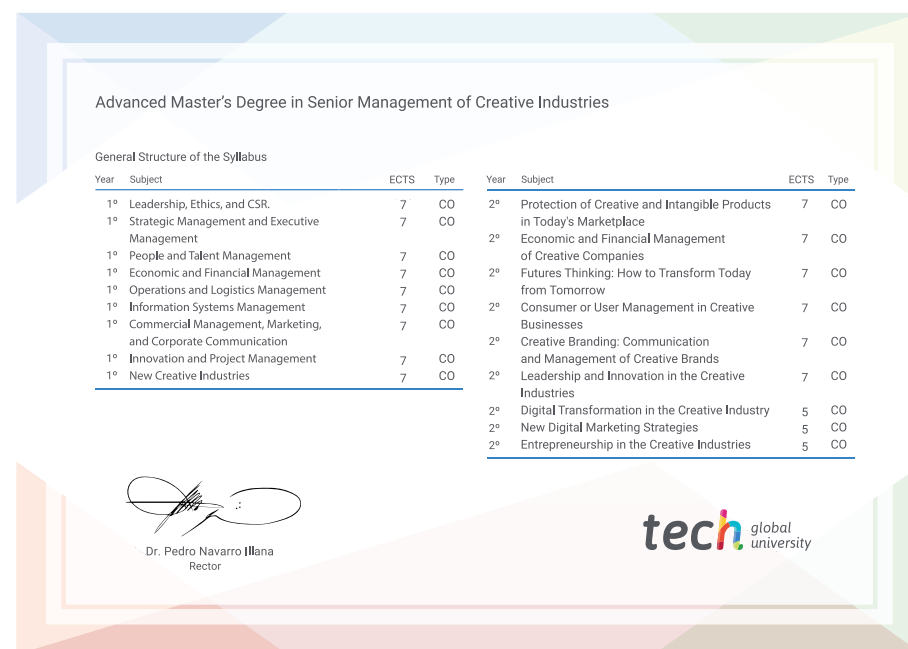 Advanced Master's Degree in Senior Management of Creative Industries
General Structure of the Syllabus
Year Subject ECTS Type
1º Leadership, Ethics, and CSR. 7 CO
1º Strategic Management and Executive 7 CO
Management
1º People and Talent Management 7 CO
1º Economic and Financial Management 7 CO
1º Operations and Logistics Management 7 CO
1º Information Systems Management 7 CO
1º Commercial Management, Marketing, 7 CO
and Corporate Communication
1º Innovation and Project Management 7 CO
1º New Creative Industries 7 CO
Year Subject ECTS Type
2º Protection of Creative and Intangible Products 7 CO
in Today's Marketplace
2º Economic and Financial Management 7 CO
of Creative Companies
2º Futures Thinking: How to Transform Today 7 CO
from Tomorrow
2º Consumer or User Management in Creative 7 CO
Businesses
2º Creative Branding: Communication 7 CO
and Management of Creative Brands
2º Leadership and Innovation in the Creative 7 CO
Industries
2º Digital Transformation in the Creative Industry 5 CO
2º New Digital Marketing Strategies 5 CO
2º Entrepreneurship in the Creative Industries 5 CO
Dr. Pedro Navarro Illana
Rector
tech global
university